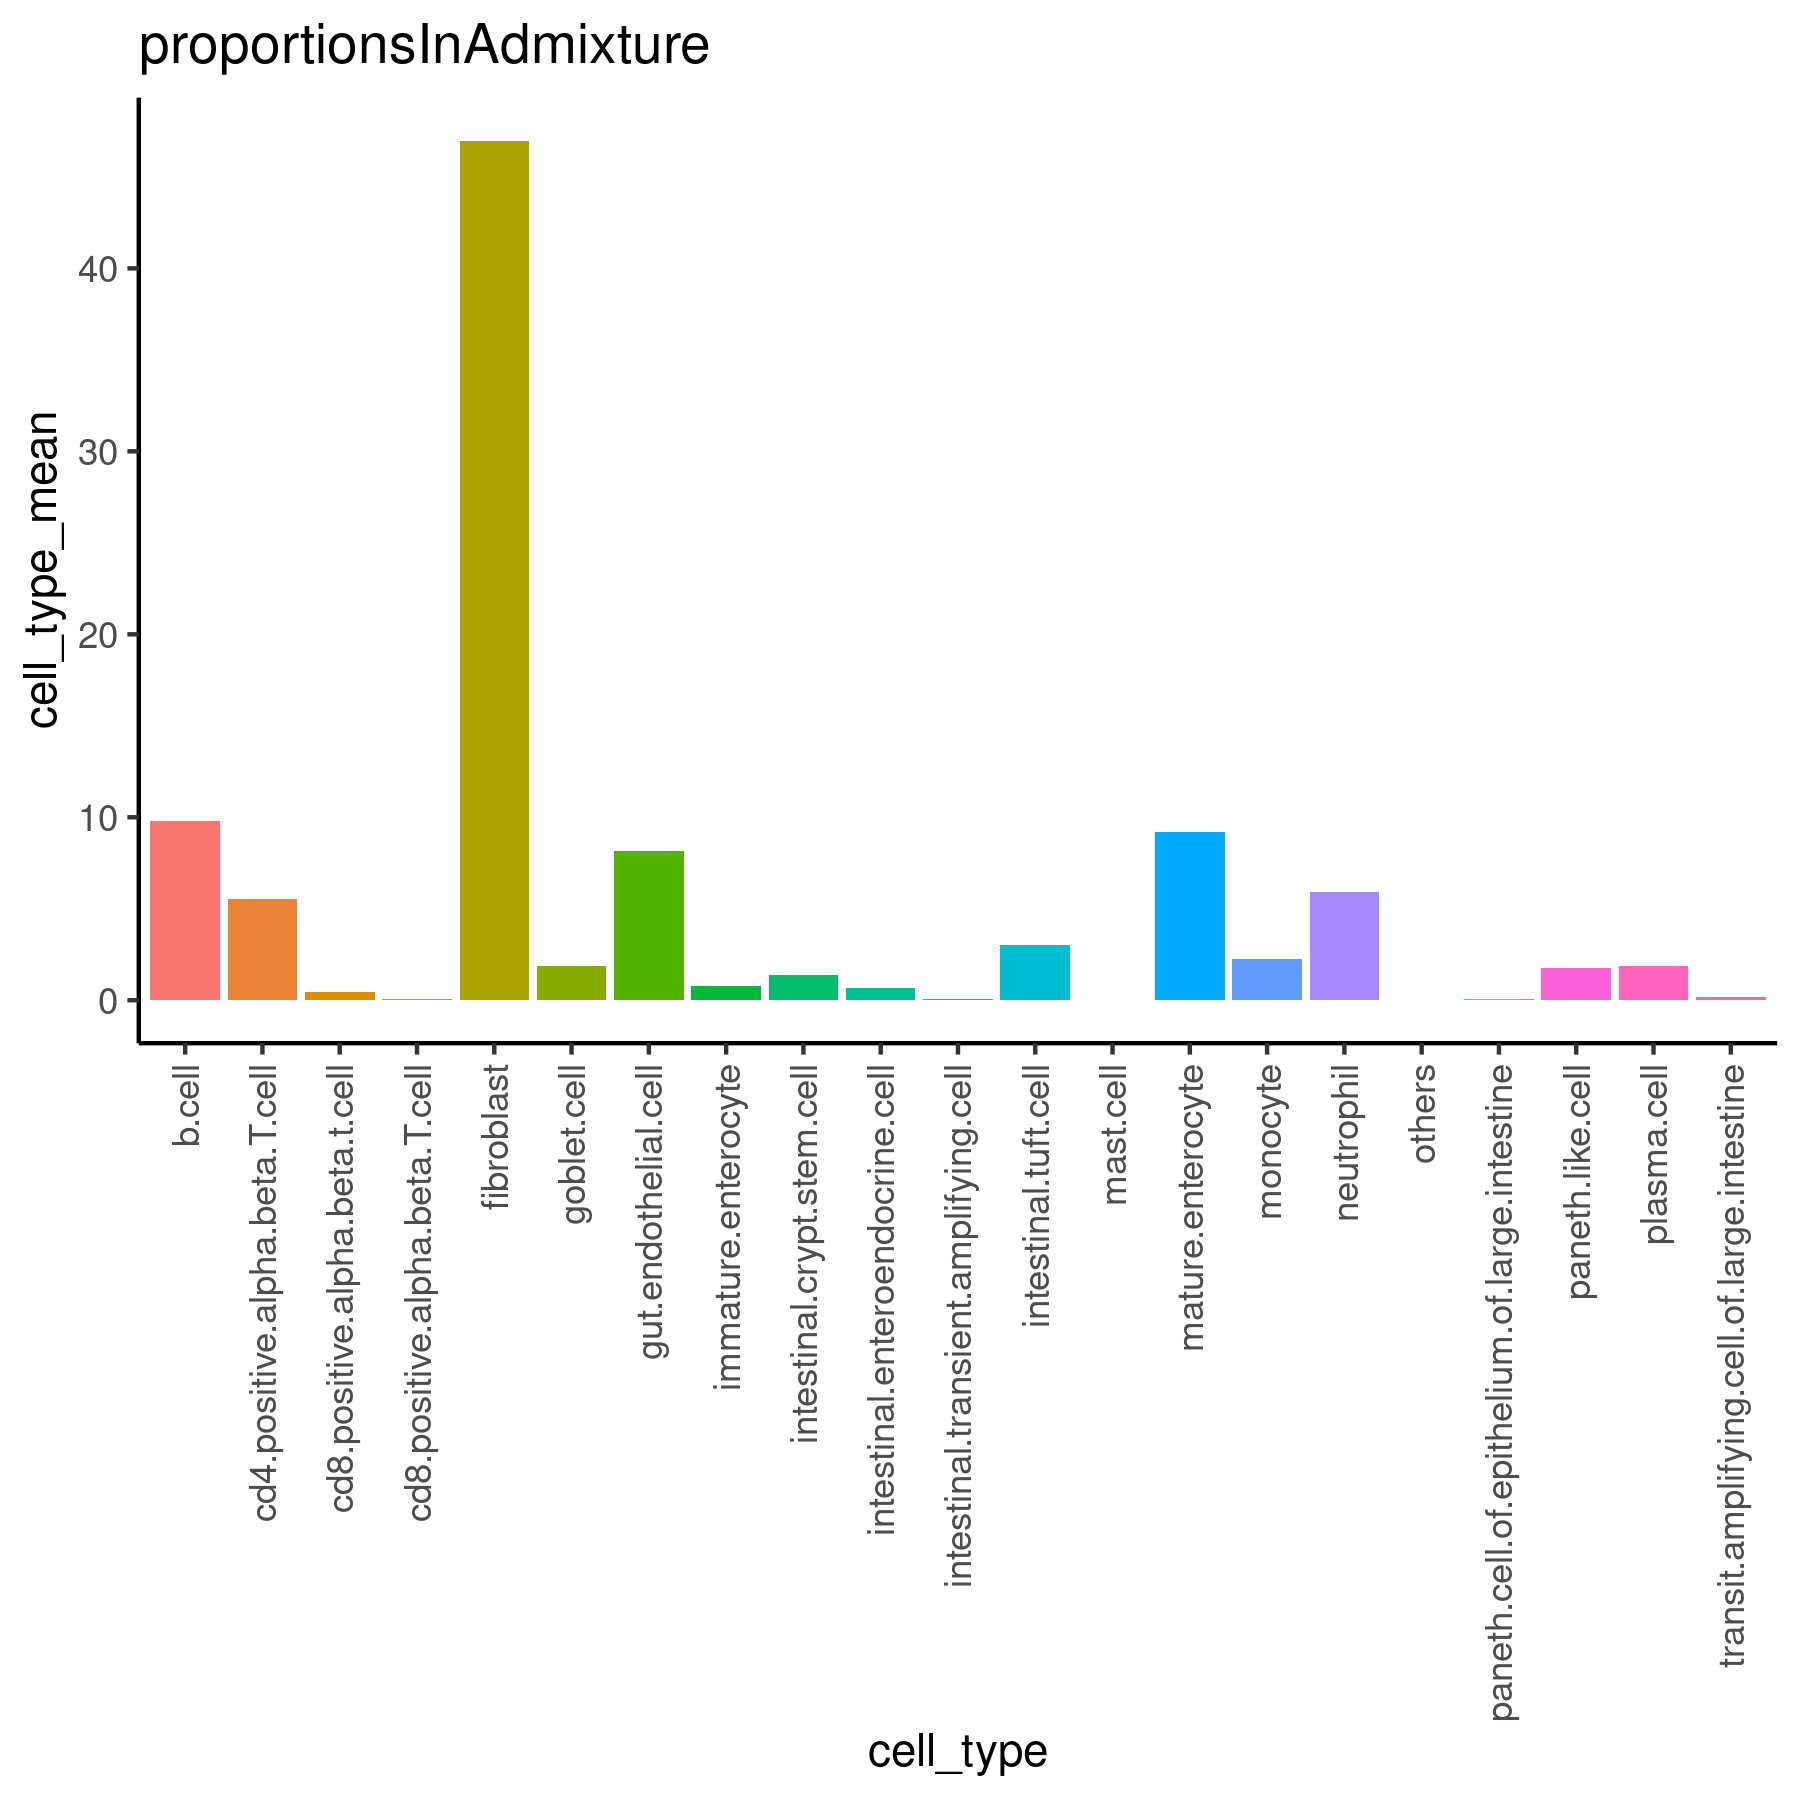 proportionsInAdmixture
cell_type_mean
40
30
20
10
0
b.cell
cd4.positive.alpha.beta.T.cell
cd8.positive.alpha.beta.t.cell
cd8.positive.alpha.beta.T.cell
fibroblast
goblet.cell
gut.endothelial.cell
immature.enterocyte
intestinal.crypt.stem.cell
intestinal.enteroendocrine.cell
intestinal.transient.amplifying.cell
intestinal.tuft.cell
mast.cell
mature.enterocyte
monocyte
neutrophil
others
paneth.cell.of.epithelium.of.large.intestine
paneth.like.cell
plasma.cell
transit.amplifying.cell.of.large.intestine
cell_type